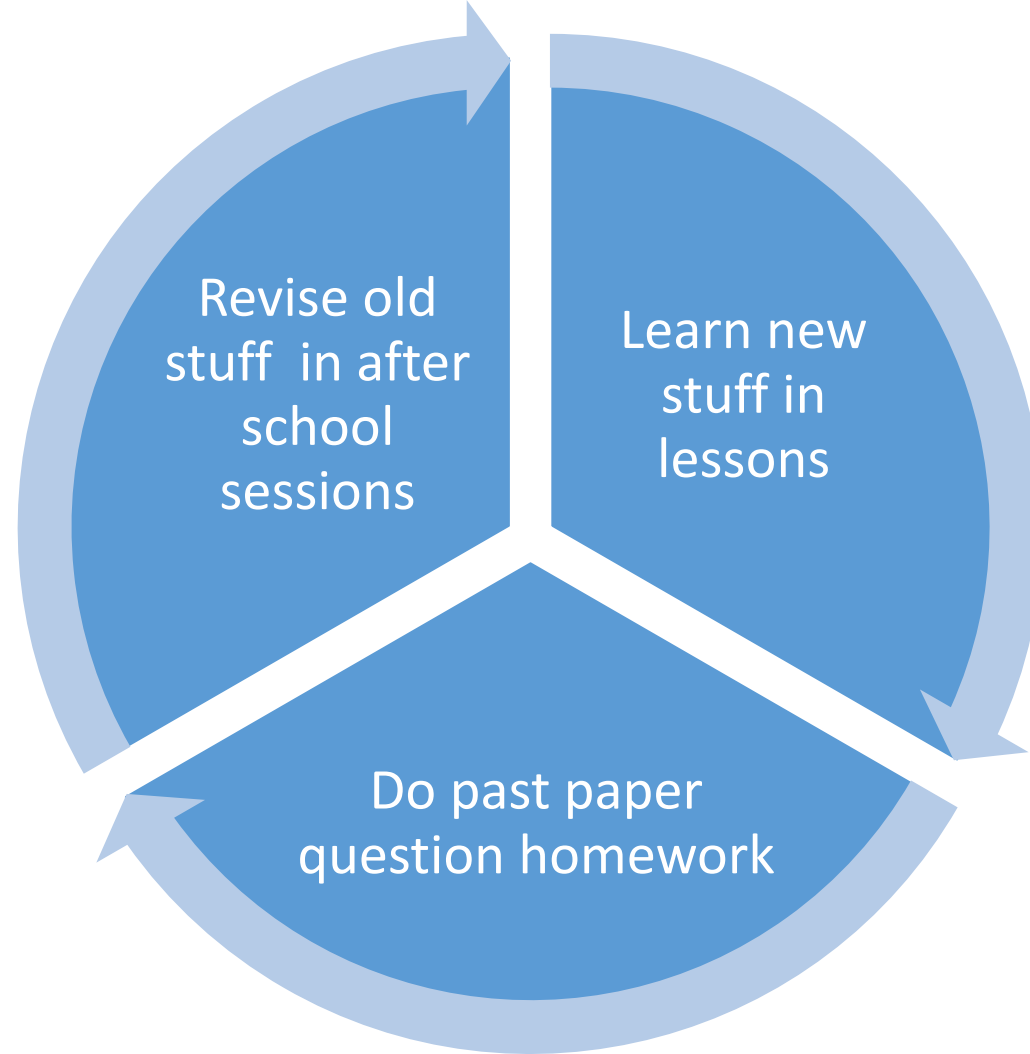 Revise old
stuff  in after
school
sessions
Learn new
stuff in
lessons
Do past paper
question homework